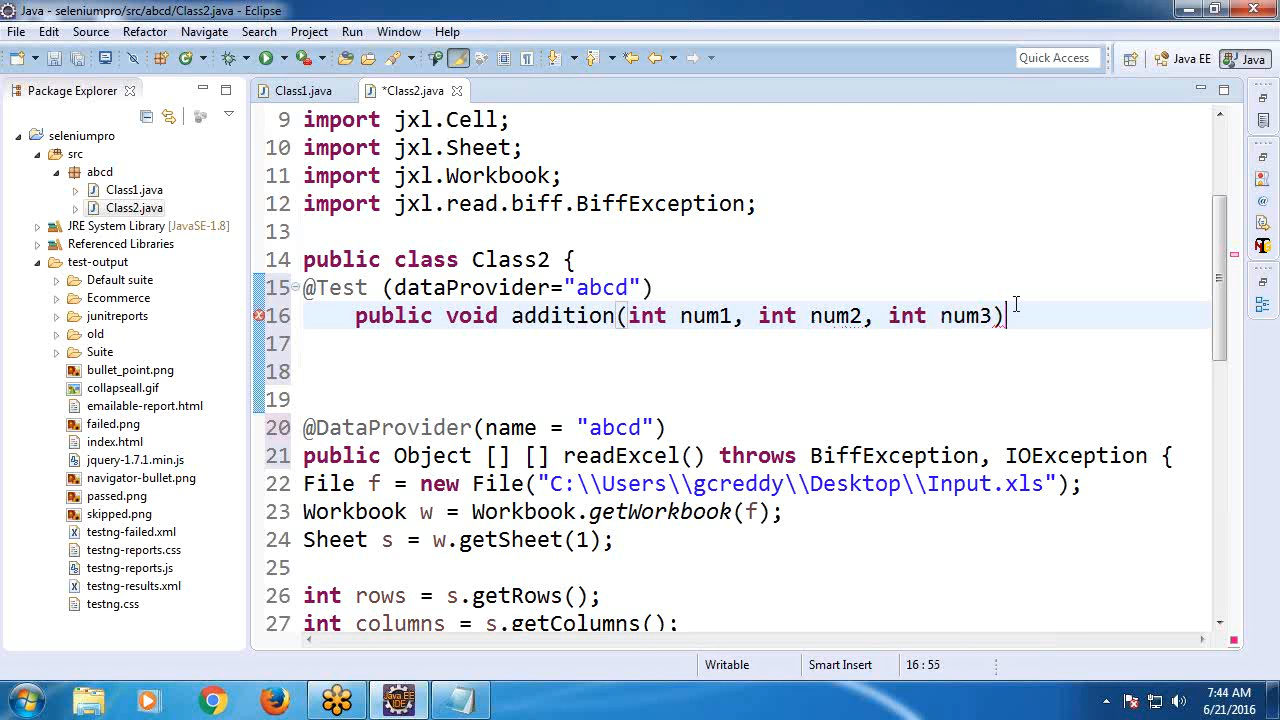 Java - seleniumpro/src/abcd/Class2.java - Eclipse
File Edit Source Refactor Navigate Search Project Run Window Help
Quick Access
Java EE
Java
Package Explorer
seleniumpro
src
abcd
Class1.java
Class2.java
JRE System Library [JavaSE-1.8]
Referenced Libraries
test-output
Default suite
Ecommerce
junitreports
old
Suite
bullet_point.png
collapseall.gif
emailable-report.html
failed.png
index.html
jquery-1.7.1.min.js
navigator-bullet.png
passed.png
skipped.png
testng-failed.xml
testng-reports.css
testng-reports.js
testng-results.xml
testng.css
Class1.java
*Class2.java
9 import jxl.Cell;
10 import jxl.Sheet;
11 import jxl.Workbook;
12 import jxl.read.biff.BiffException;
13
14 public class Class2 {
15 @Test (dataProvider="abcd")
16 public void addition(int num1, int num2, int num3)
17
18
19
20 @DataProvider(name = "abcd")
21 public Object [] [] readExcel() throws BiffException, IOException {
22 File f = new File("C:\\Users\\gcreddy\\Desktop\\Input.xls");
23 Workbook w = Workbook.getWorkbook(f);
24 Sheet s = w.getSheet(1);
25
26 int rows = s.getRows();
27 int columns = s.getColumns();
Writable
Smart Insert
16 : 55
Java EE
IDE
7:44 AM
6/21/2016